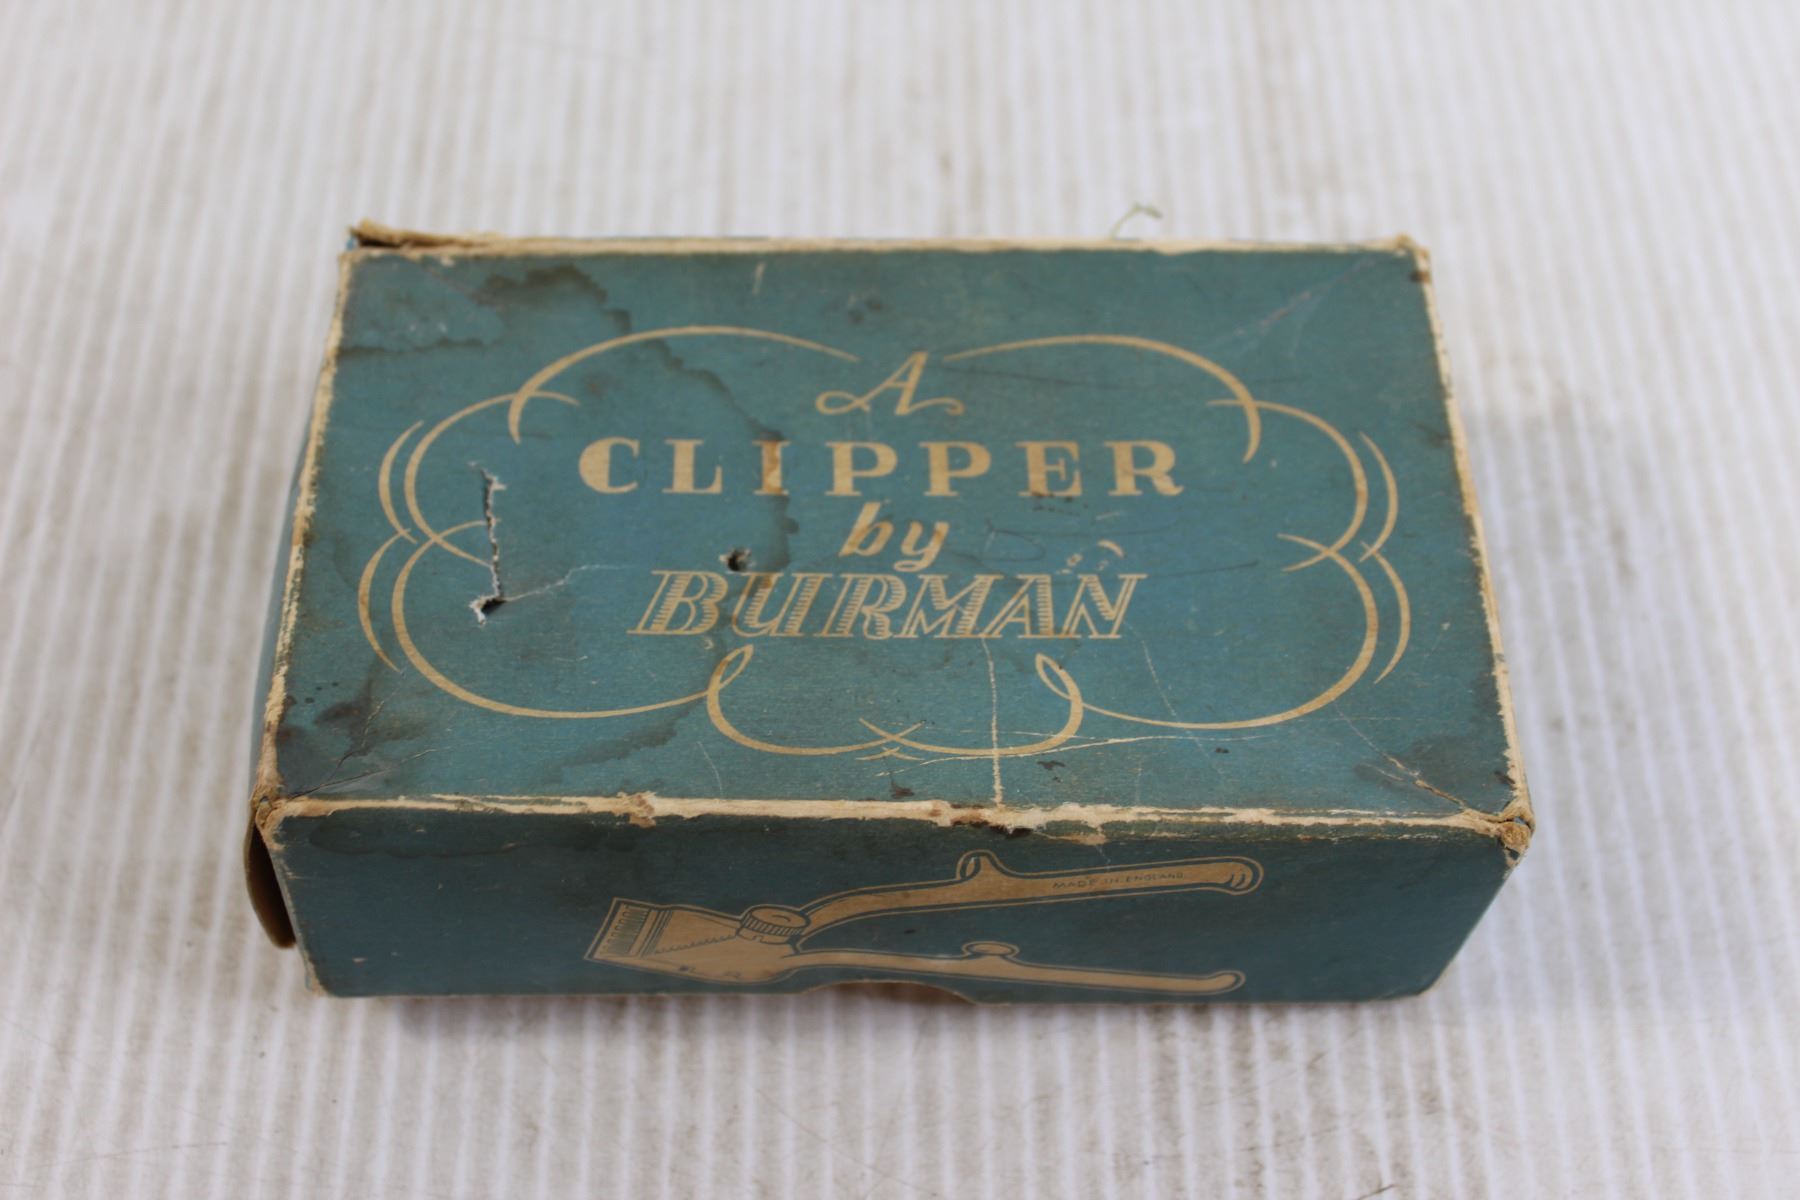 A
CLIPPER
by
BURMAN
MADE IN ENGLAND